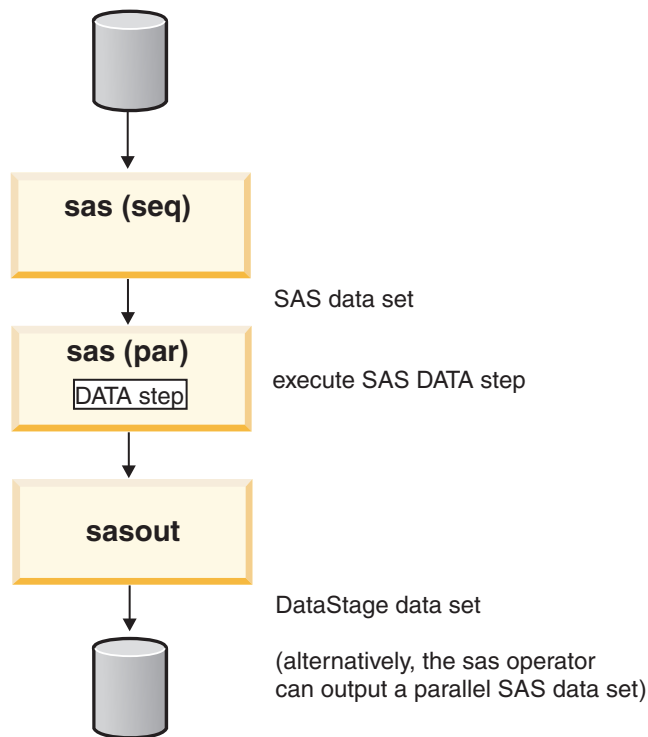 sas (seq)
SAS data set
sas (par)
DATA step
execute SAS DATA step
sasout
DataStage data set
(alternatively, the sas operator
can output a parallel SAS data set)